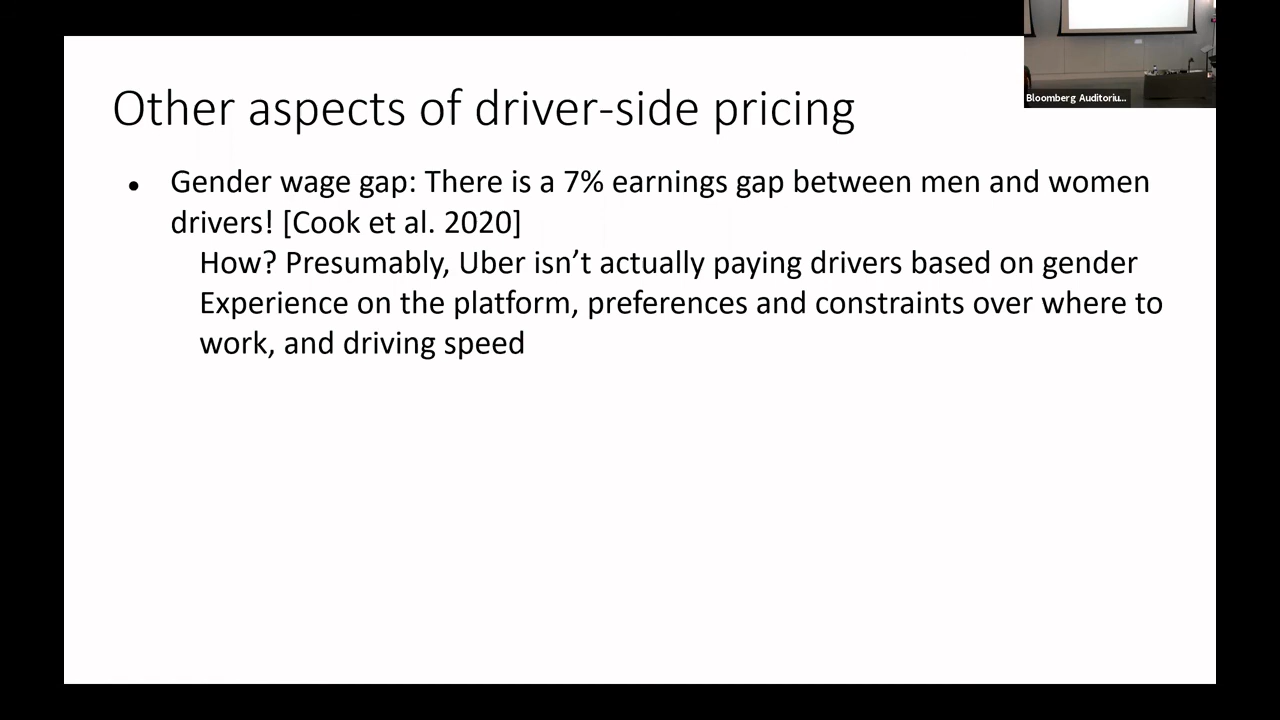 Bloomberg Auditoriu...
Other aspects of driver-side pricing
• Gender wage gap: There is a 7% earnings gap between men and women
drivers! [Cook et al. 2020]
How? Presumably, Uber isn’t actually paying drivers based on gender
Experience on the platform, preferences and constraints over where to
work, and driving speed